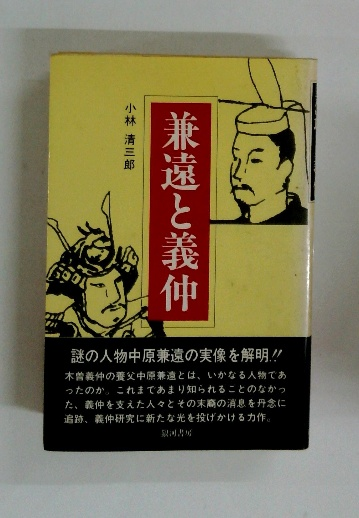 小林 清三郎
兼遠と義仲
謎の人物中原兼遠の実像を解明!!
木曽義仲の養父中原兼遠とは、いかなる人物であ
ったのか。これまであまり知られることのなかっ
た、義仲を支えた人々とその末裔の消息を丹念に
追跡、義仲研究に新たな光を投げかける力作。
銀河書房